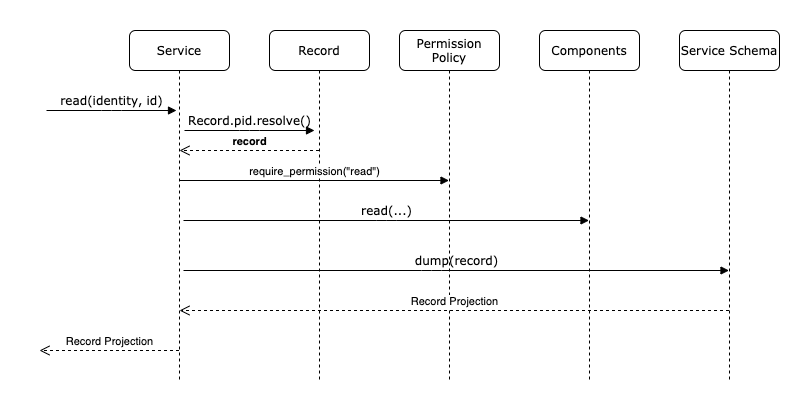 Service
Record
Permission
Policy
Components
Service Schema
read(identity, id)
Record.pid.resolve()
record
require_permission("read")
read(...)
dump(record)
Record Projection
Record Projection